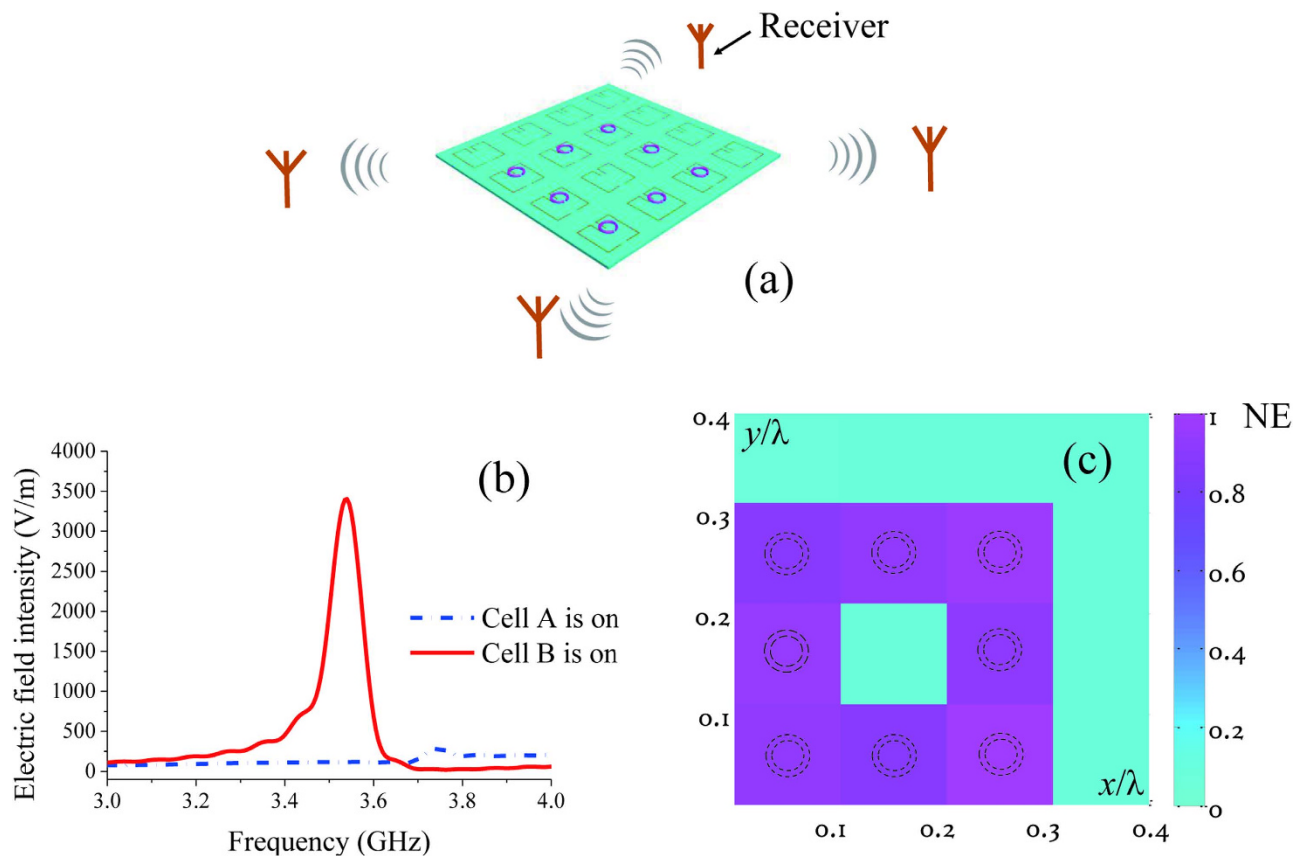 Receiver
(a)
(b)
Electric field intensity (V/m)
4000
3500
3000
2500
2000
1500
1000
500
0
Cell A is on
Cell B is on
3.0
3.2
3.4
3.6
3.8
4.0
Frequency (GHz)
(c)
NE
y/λ
0.4
0.3
0.2
0.1
x/λ
0.1
0.2
0.3
0.4
1
0.8
0.6
0.4
0.2
0